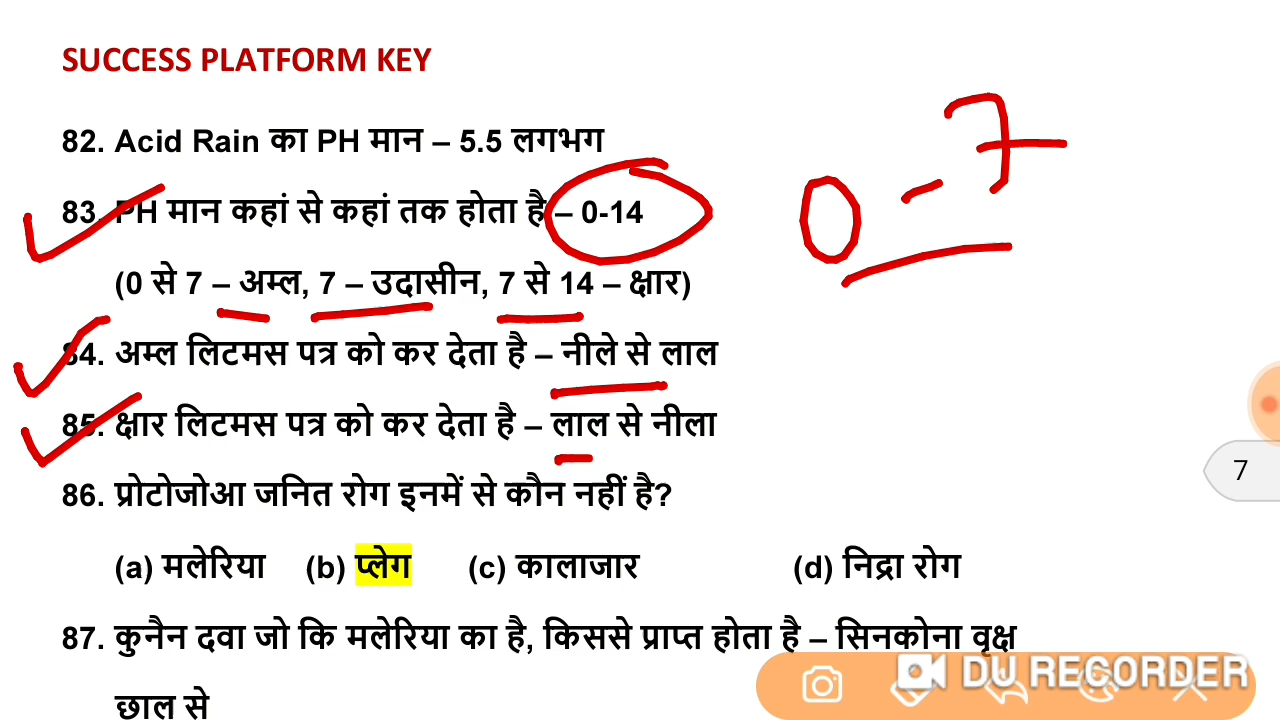 SUCCESS PLATFORM KEY
82. Acid Rain का PH मान – 5.5 लगभग
83. PH मान कहां से कहां तक होता है – 0-14
0 - 7
(0 से 7 – अम्ल, 7 – उदासीन, 7 से 14 – क्षार)
84. अम्ल लिटमस पत्र को कर देता है – नीले से लाल
85. क्षार लिटमस पत्र को कर देता है – लाल से नीला
7
86. प्रोटोजोआ जनित रोग इनमें से कौन नहीं है?
(a) मलेरिया (b) प्लेग (c) कालाजार (d) निद्रा रोग
87. कुनैन दवा जो कि मलेरिया का है, किससे प्राप्त होता है – सिनकोना वृक्ष
छाल से
DU RECORDER